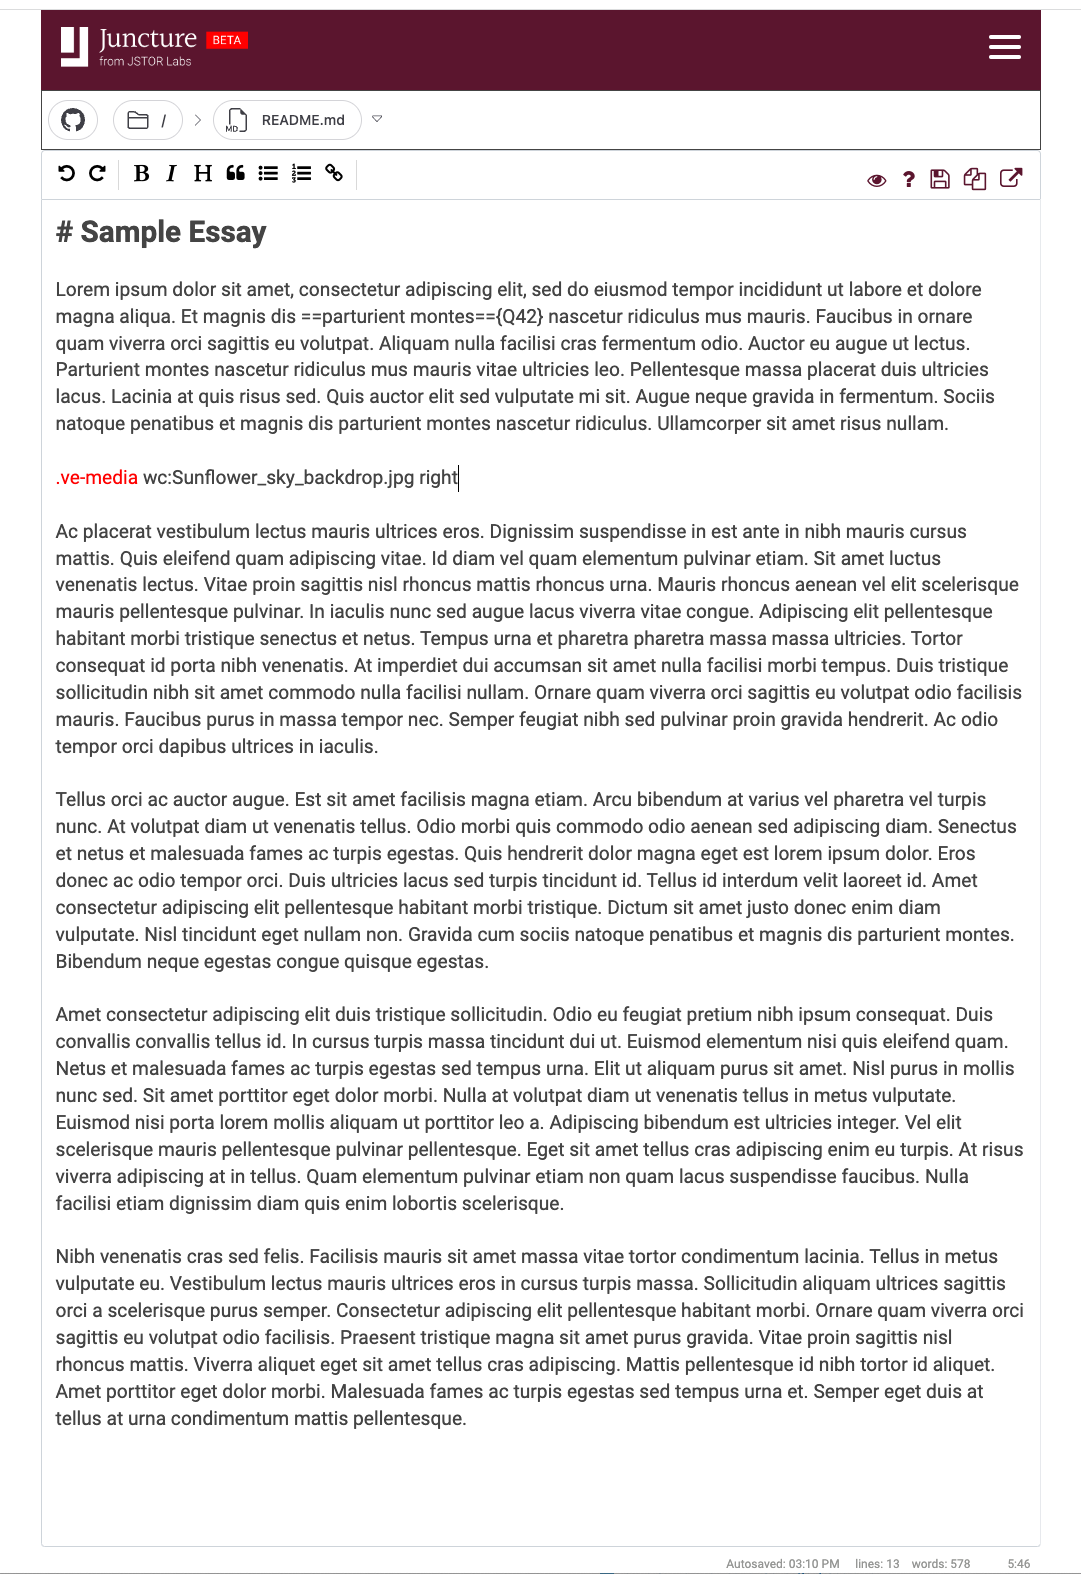 Juncture BETA
from JSTOR Labs
/ README.md
MD
B I H
1 2 3
?
# Sample Essay
Lorem ipsum dolor sit amet, consectetur adipiscing elit, sed do eiusmod tempor incididunt ut labore et dolore
magna aliqua. Et magnis dis ==parturient montes=={Q42} nascetur ridiculus mus mauris. Faucibus in ornare
quam viverra orci sagittis eu volutpat. Aliquam nulla facilisi cras fermentum odio. Auctor eu augue ut lectus.
Parturient montes nascetur ridiculus mus mauris vitae ultricies leo. Pellentesque massa placerat duis ultricies
lacus. Lacinia at quis risus sed. Quis auctor elit sed vulputate mi sit. Augue neque gravida in fermentum. Sociis
natoque penatibus et magnis dis parturient montes nascetur ridiculus. Ullamcorper sit amet risus nullam.
.ve-media wc:Sunflower_sky_backdrop.jpg right
Ac placerat vestibulum lectus mauris ultrices eros. Dignissim suspendisse in est ante in nibh mauris cursus
mattis. Quis eleifend quam adipiscing vitae. Id diam vel quam elementum pulvinar etiam. Sit amet luctus
venenatis lectus. Vitae proin sagittis nisl rhoncus mattis rhoncus urna. Mauris rhoncus aenean vel elit scelerisque
mauris pellentesque pulvinar. In iaculis nunc sed augue lacus viverra vitae congue. Adipiscing elit pellentesque
habitant morbi tristique senectus et netus. Tempus urna et pharetra pharetra massa massa ultricies. Tortor
consequat id porta nibh venenatis. At imperdiet dui accumsan sit amet nulla facilisi morbi tempus. Duis tristique
sollicitudin nibh sit amet commodo nulla facilisi nullam. Ornare quam viverra orci sagittis eu volutpat odio facilisis
mauris. Faucibus purus in massa tempor nec. Semper feugiat nibh sed pulvinar proin gravida hendrerit. Ac odio
tempor orci dapibus ultrices in iaculis.
Tellus orci ac auctor augue. Est sit amet facilisis magna etiam. Arcu bibendum at varius vel pharetra vel turpis
nunc. At volutpat diam ut venenatis tellus. Odio morbi quis commodo odio aenean sed adipiscing diam. Senectus
et netus et malesuada fames ac turpis egestas. Quis hendrerit dolor magna eget est lorem ipsum dolor. Eros
donec ac odio tempor orci. Duis ultricies lacus sed turpis tincidunt id. Tellus id interdum velit laoreet id. Amet
consectetur adipiscing elit pellentesque habitant morbi tristique. Dictum sit amet justo donec enim diam
vulputate. Nisl tincidunt eget nullam non. Gravida cum sociis natoque penatibus et magnis dis parturient montes.
Bibendum neque egestas congue quisque egestas.
Amet consectetur adipiscing elit duis tristique sollicitudin. Odio eu feugiat pretium nibh ipsum consequat. Duis
convallis convallis tellus id. In cursus turpis massa tincidunt dui ut. Euismod elementum nisi quis eleifend quam.
Netus et malesuada fames ac turpis egestas sed tempus urna. Elit ut aliquam purus sit amet. Nisl purus in mollis
nunc sed. Sit amet porttitor eget dolor morbi. Nulla at volutpat diam ut venenatis tellus in metus vulputate.
Euismod nisi porta lorem mollis aliquam ut porttitor leo a. Adipiscing bibendum est ultricies integer. Vel elit
scelerisque mauris pellentesque pulvinar pellentesque. Eget sit amet tellus cras adipiscing enim eu turpis. At risus
viverra adipiscing at in tellus. Quam elementum pulvinar etiam non quam lacus suspendisse faucibus. Nulla
facilisi etiam dignissim diam quis enim lobortis scelerisque.
Nibh venenatis cras sed felis. Facilisis mauris sit amet massa vitae tortor condimentum lacinia. Tellus in metus
vulputate eu. Vestibulum lectus mauris ultrices eros in cursus turpis massa. Sollicitudin aliquam ultrices sagittis
orci a scelerisque purus semper. Consectetur adipiscing elit pellentesque habitant morbi. Ornare quam viverra orci
sagittis eu volutpat odio facilisis. Praesent tristique magna sit amet purus gravida. Vitae proin sagittis nisl
rhoncus mattis. Viverra aliquet eget sit amet tellus cras adipiscing. Mattis pellentesque id nibh tortor id aliquet.
Amet porttitor eget dolor morbi. Malesuada fames ac turpis egestas sed tempus urna et. Semper eget duis at
tellus at urna condimentum mattis pellentesque.
Autosaved: 03:10 PM lines: 13 words: 578 5:46